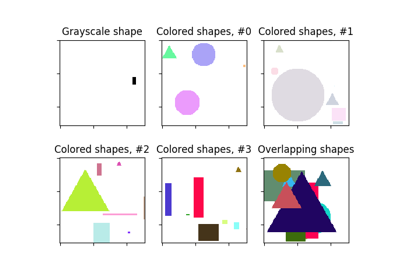 Grayscale shape
Colored shapes, #0
Colored shapes, #1
Colored shapes, #2
Colored shapes, #3
Overlapping shapes